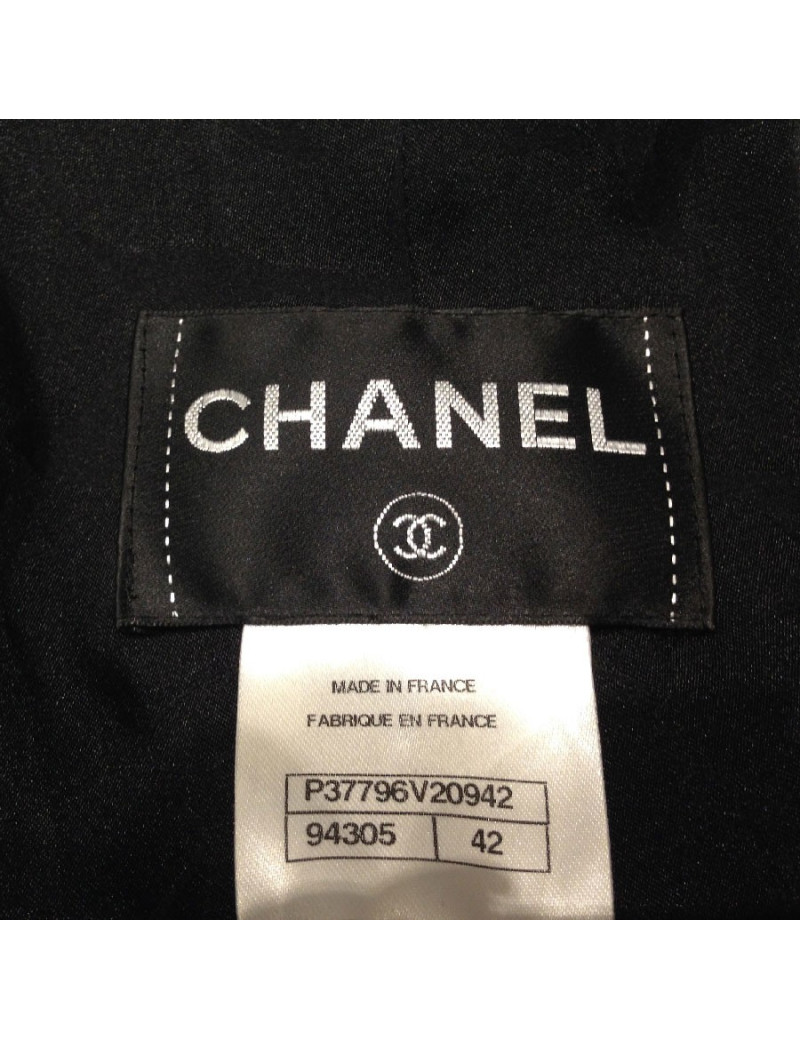 CHANEL
MADE IN FRANCE
FABRIQUE EN FRANCE
P37796V20942
94305 42